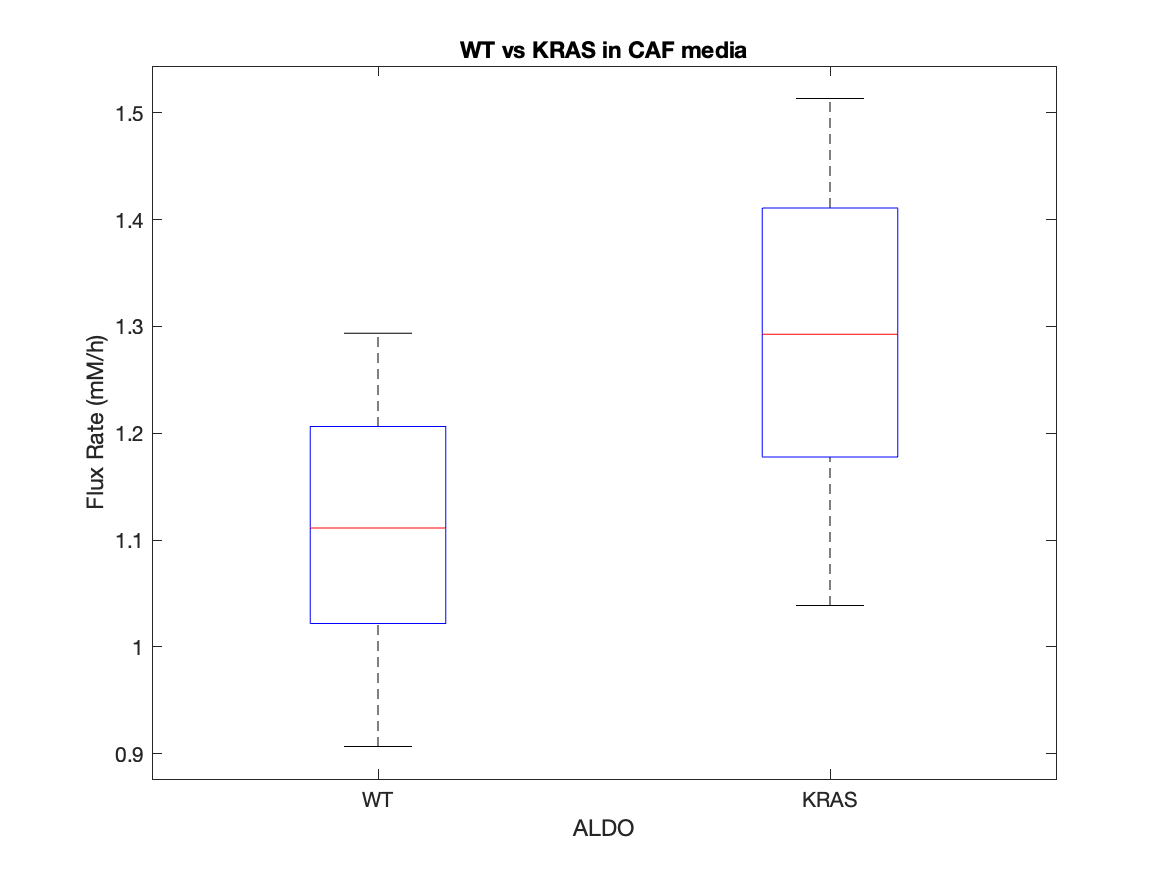 WT vs KRAS in CAF media
1.5
1.4
1.3
1.2
1.1
1
0.9
Flux Rate (mM/h)
WT KRAS
ALDO